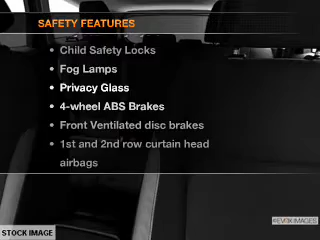 SAFETY FEATURES
• Child Safety Locks
• Fog Lamps
• Privacy Glass
• 4-wheel ABS Brakes
• Front Ventilated disc brakes
• 1st and 2nd row curtain head
airbags
#EVOXIMAGES
STOCK IMAGE